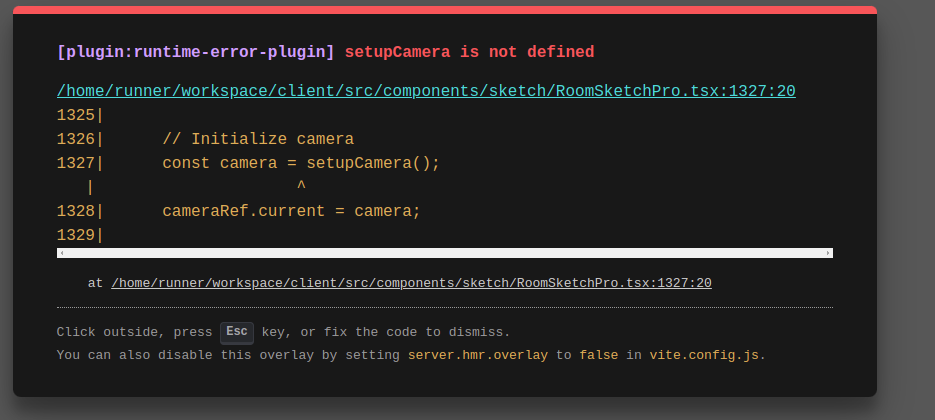 [plugin:runtime-error-plugin] setupCamera is not defined
/home/runner/workspace/client/src/components/sketch/RoomSketchPro.tsx:1327:20
1325|
1326|      // Initialize camera
1327|      const camera = setupCamera();
   |                     ^
1328|      cameraRef.current = camera;
1329|
at /home/runner/workspace/client/src/components/sketch/RoomSketchPro.tsx:1327:20
Click outside, press Esc key, or fix the code to dismiss.
You can also disable this overlay by setting server.hmr.overlay to false in vite.config.js.